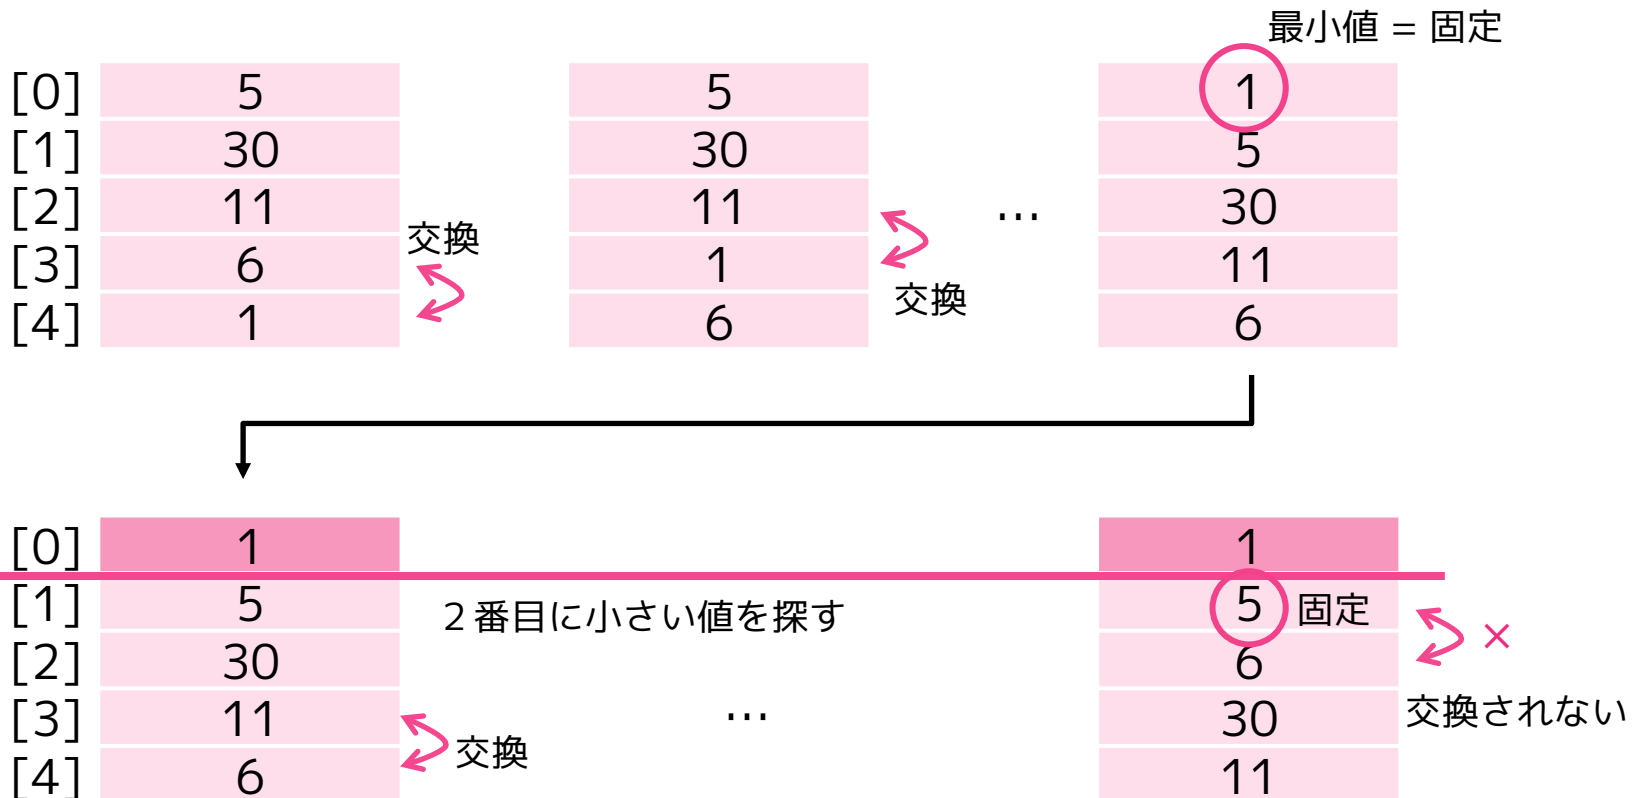 最小値 = 固定
[0] 5 5 1
[1] 30 30 5
[2] 11 11 … 30
交換
[3] 6 1 11
交換
[4] 1 6 6
[0] 1 1
[1] 5 ２番目に小さい値を探す 5 固定
×
[2] 30 6
[3] 11 … 30 交換されない
交換
[4] 6 11